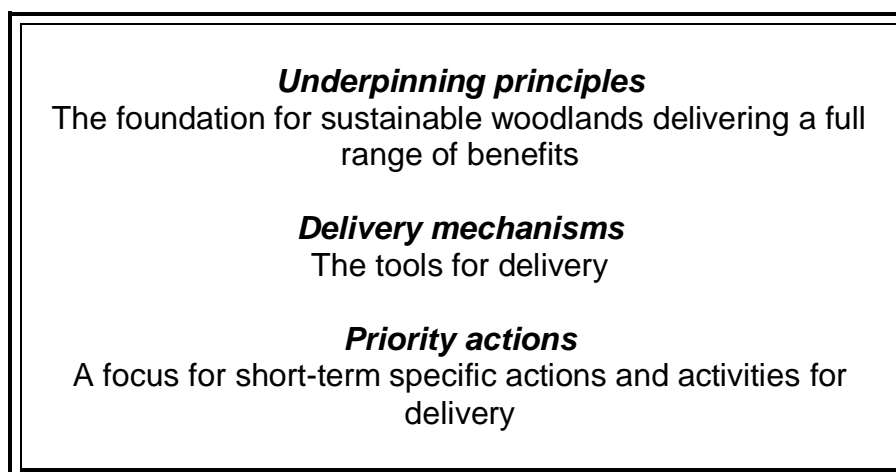 Underpinning principles
The foundation for sustainable woodlands delivering a full
range of benefits
Delivery mechanisms
The tools for delivery
Priority actions
A focus for short-term specific actions and activities for
delivery